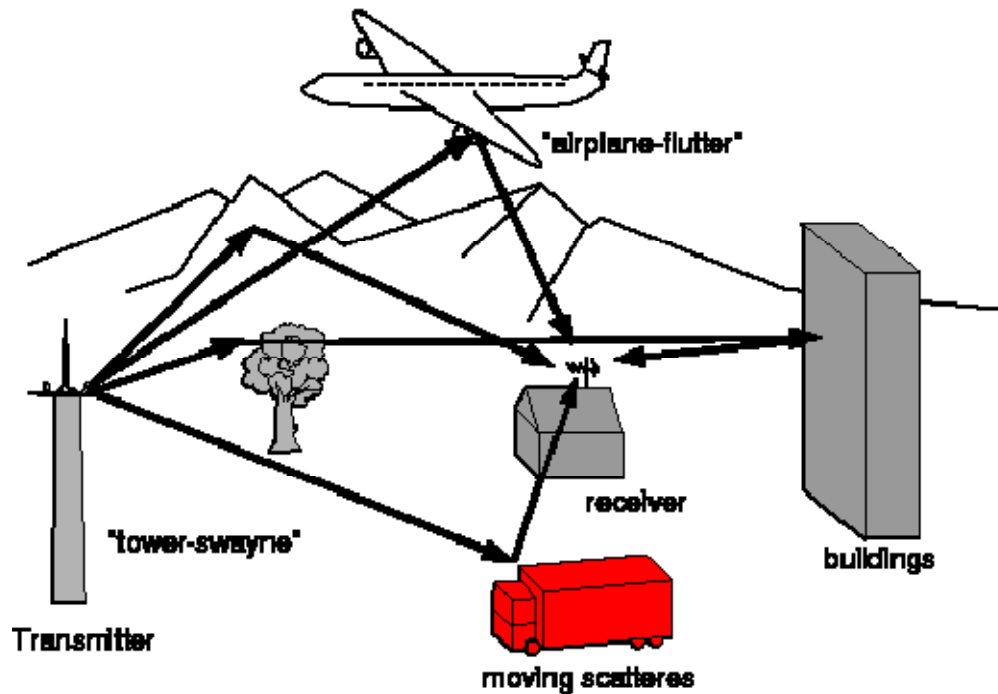 "airplane-flutter"
receiver
"tower-swayne"
buildings
Transmitter
moving scatteres